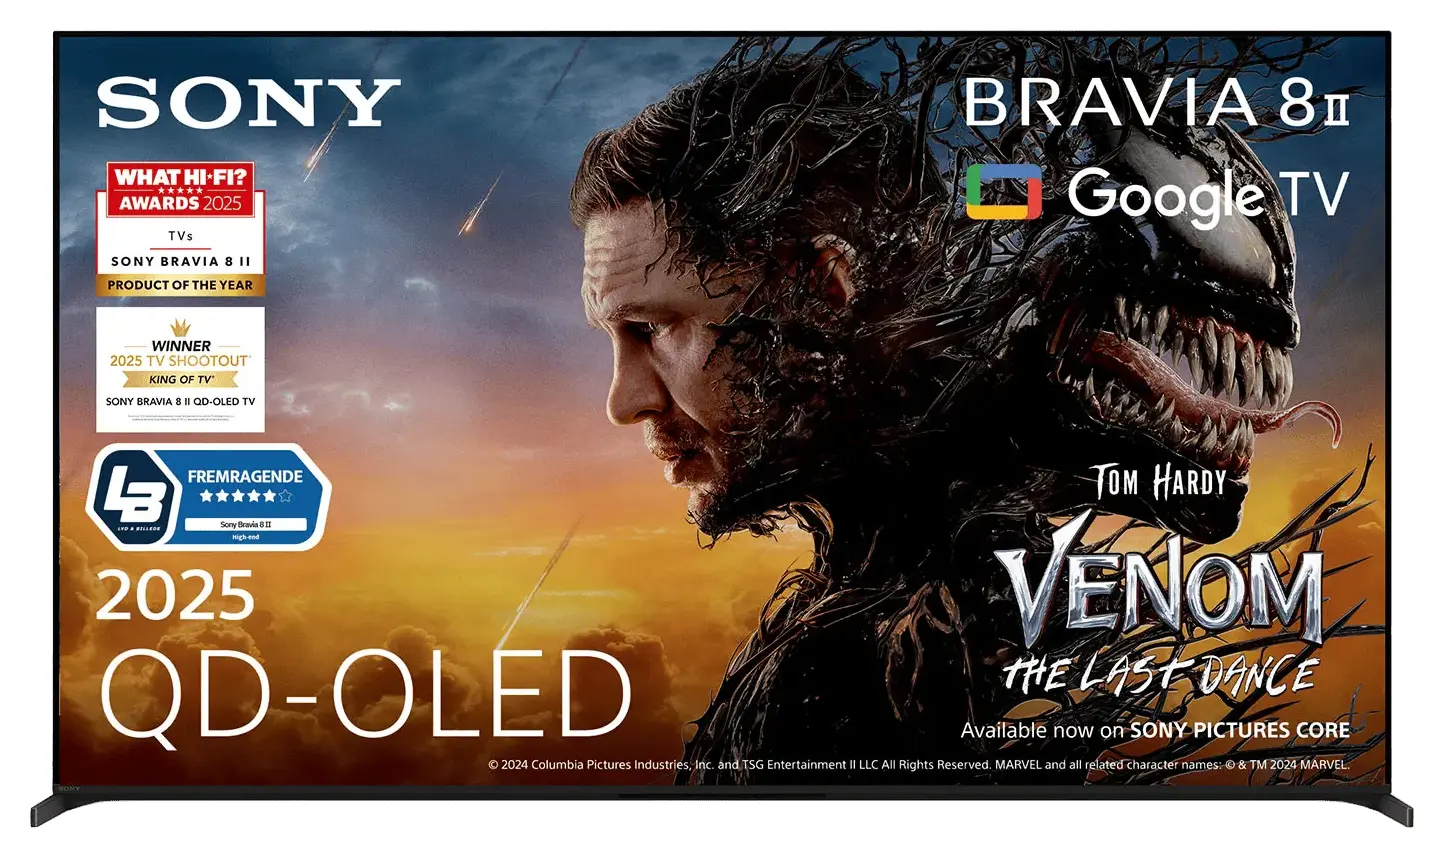 SONY
BRAVIA 8 II
Google TV
WHAT HI-FI?
AWARDS 2025
TVs
SONY BRAVIA 8 II
PRODUCT OF THE YEAR
WINNER
2025 TV SHOOTOUT
KING OF TV
SONY BRAVIA 8 II QD-OLED TV
LB
LYD & BILLEDE
FREMRAGENDE
Sony Bravia 8 II
High-end
2025
QD-OLED
TOM HARDY
VENOM
THE LAST DANCE
Available now on SONY PICTURES CORE
© 2024 Columbia Pictures Industries, Inc. and TSG Entertainment II LLC All Rights Reserved. MARVEL and all related character names: © & TM 2024 MARVEL.
SONY